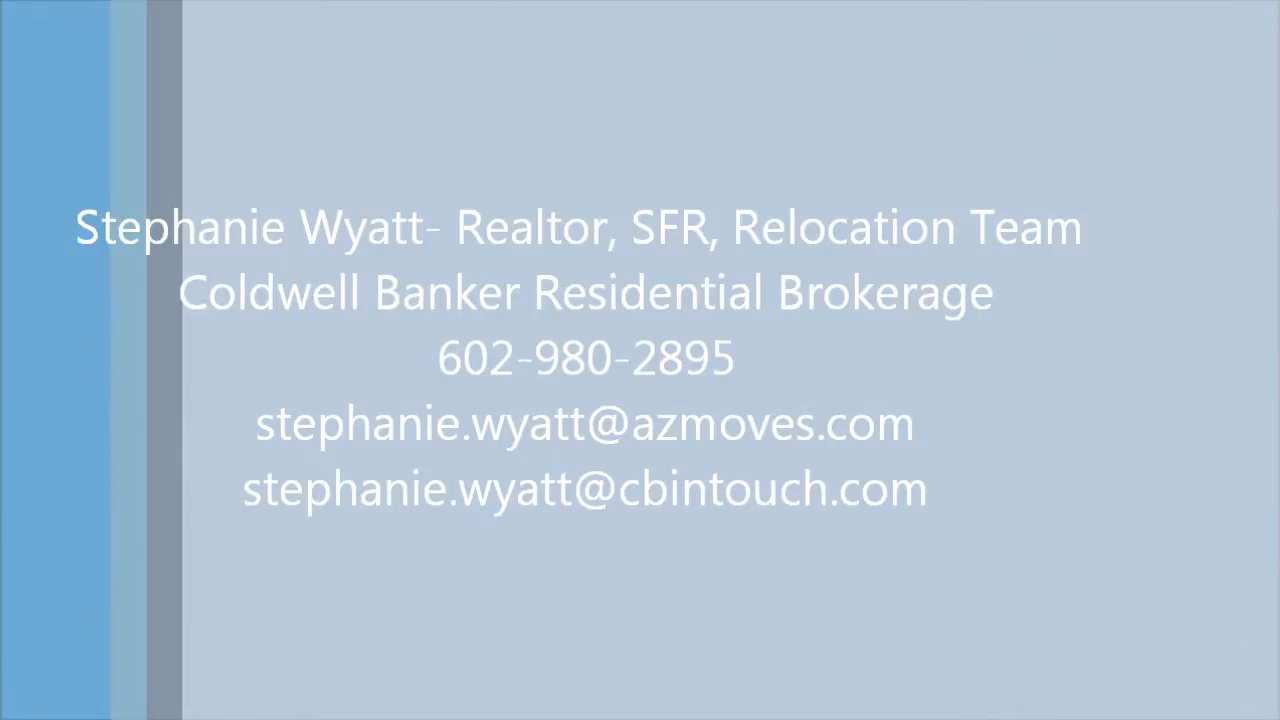 Stephanie Wyatt- Realtor, SFR, Relocation Team
Coldwell Banker Residential Brokerage
602-980-2895
stephanie.wyatt@azmoves.com
stephanie.wyatt@cbintouch.com